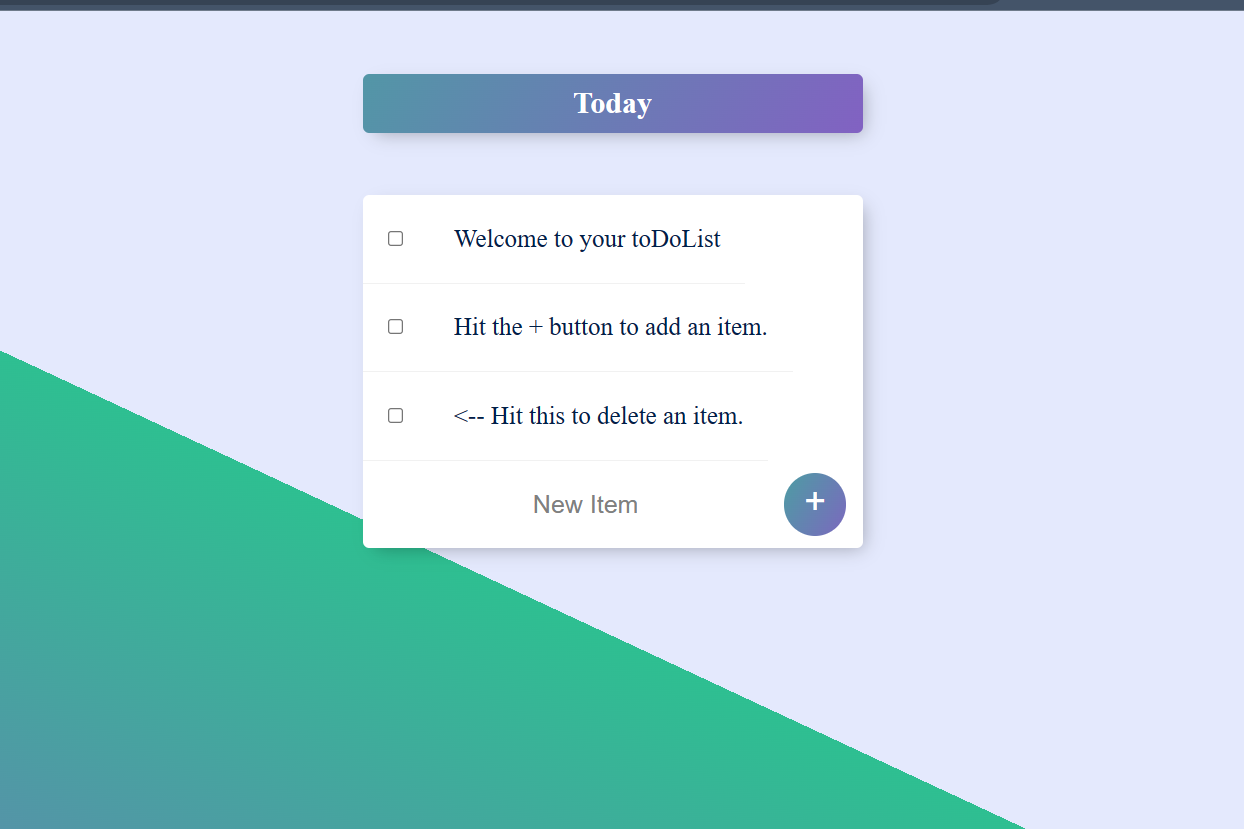 Today
Welcome to your toDoList
Hit the + button to add an item.
<-- Hit this to delete an item.
New Item
+